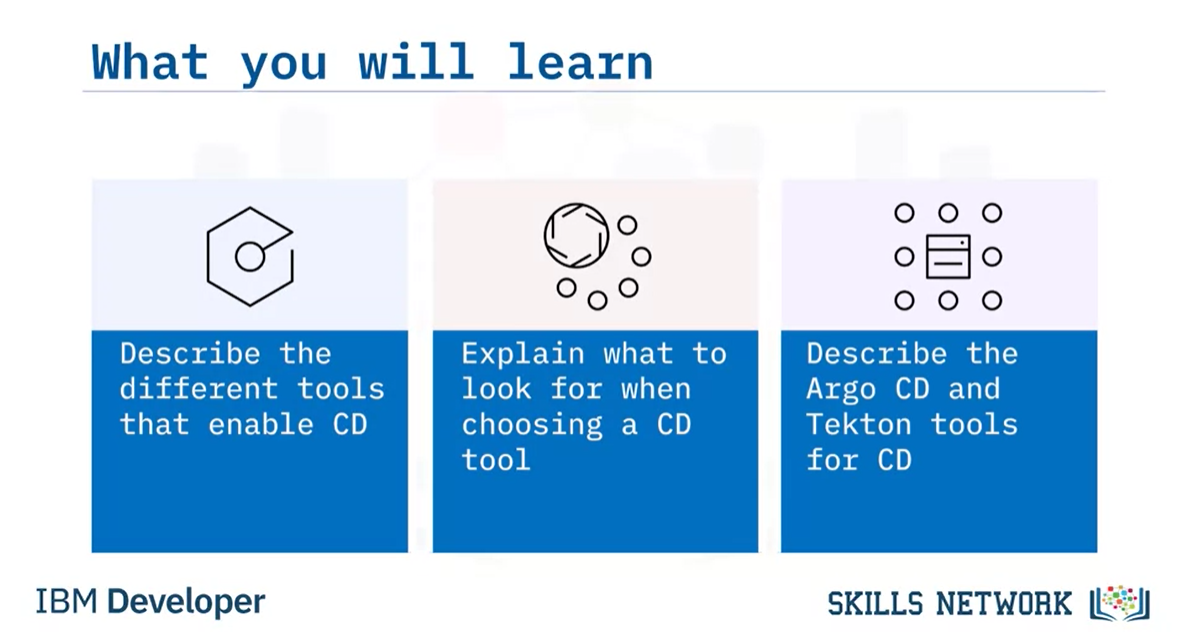 What you will learn
Describe the
different tools
that enable CD
Explain what to
look for when
choosing a CD
tool
Describe the
Argo CD and
Tekton tools
for CD
IBM Developer
SKILLS NETWORK